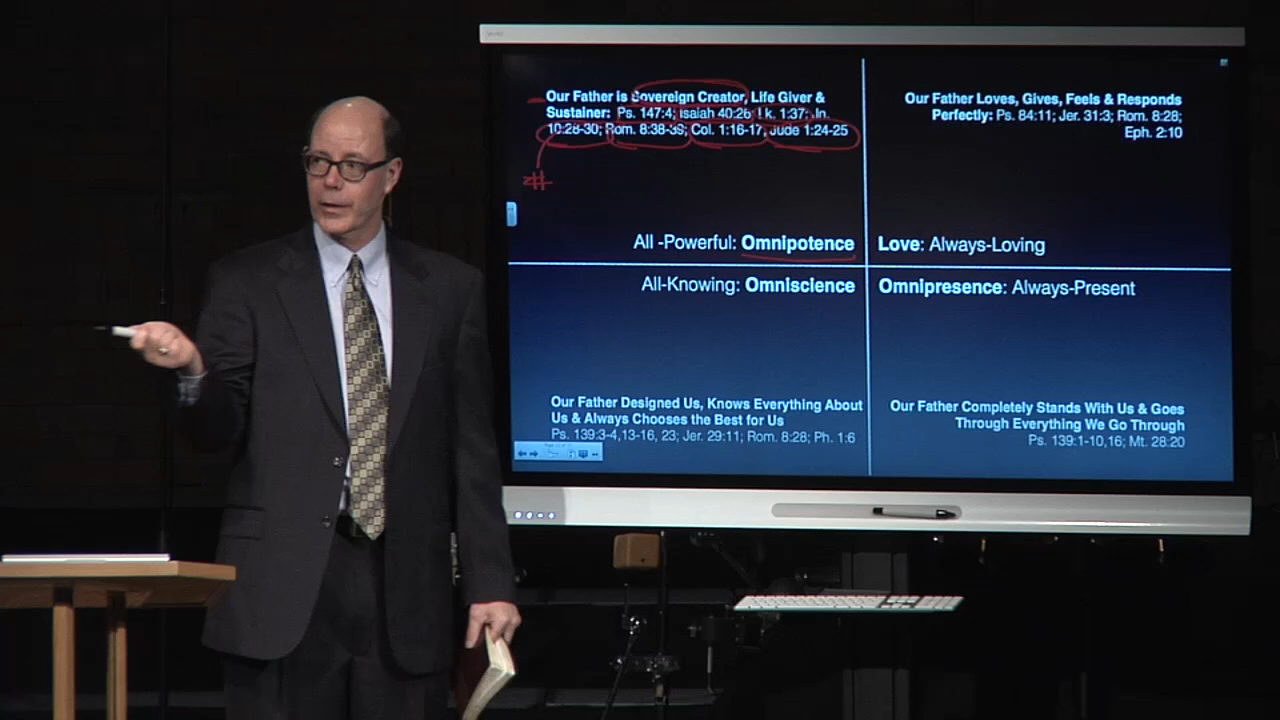 Our Father is Sovereign Creator, Life Giver &
Sustainer: Ps. 147:4; Isaiah 40:26; Lk. 1:37; Jn.
10:28-30; Rom. 8:38-39; Col. 1:16-17; Jude 1:24-25
All -Powerful: Omnipotence
Our Father Loves, Gives, Feels & Responds
Perfectly: Ps. 84:11; Jer. 31:3; Rom. 8:28;
Eph. 2:10
Love: Always-Loving
All-Knowing: Omniscience
Our Father Designed Us, Knows Everything About
Us & Always Chooses the Best for Us
Ps. 139:3-4,13-16, 23; Jer. 29:11; Rom. 8:28; Ph. 1:6
Omnipresence: Always-Present
Our Father Completely Stands With Us & Goes
Through Everything We Go Through
Ps. 139:1-10,16; Mt. 28:20